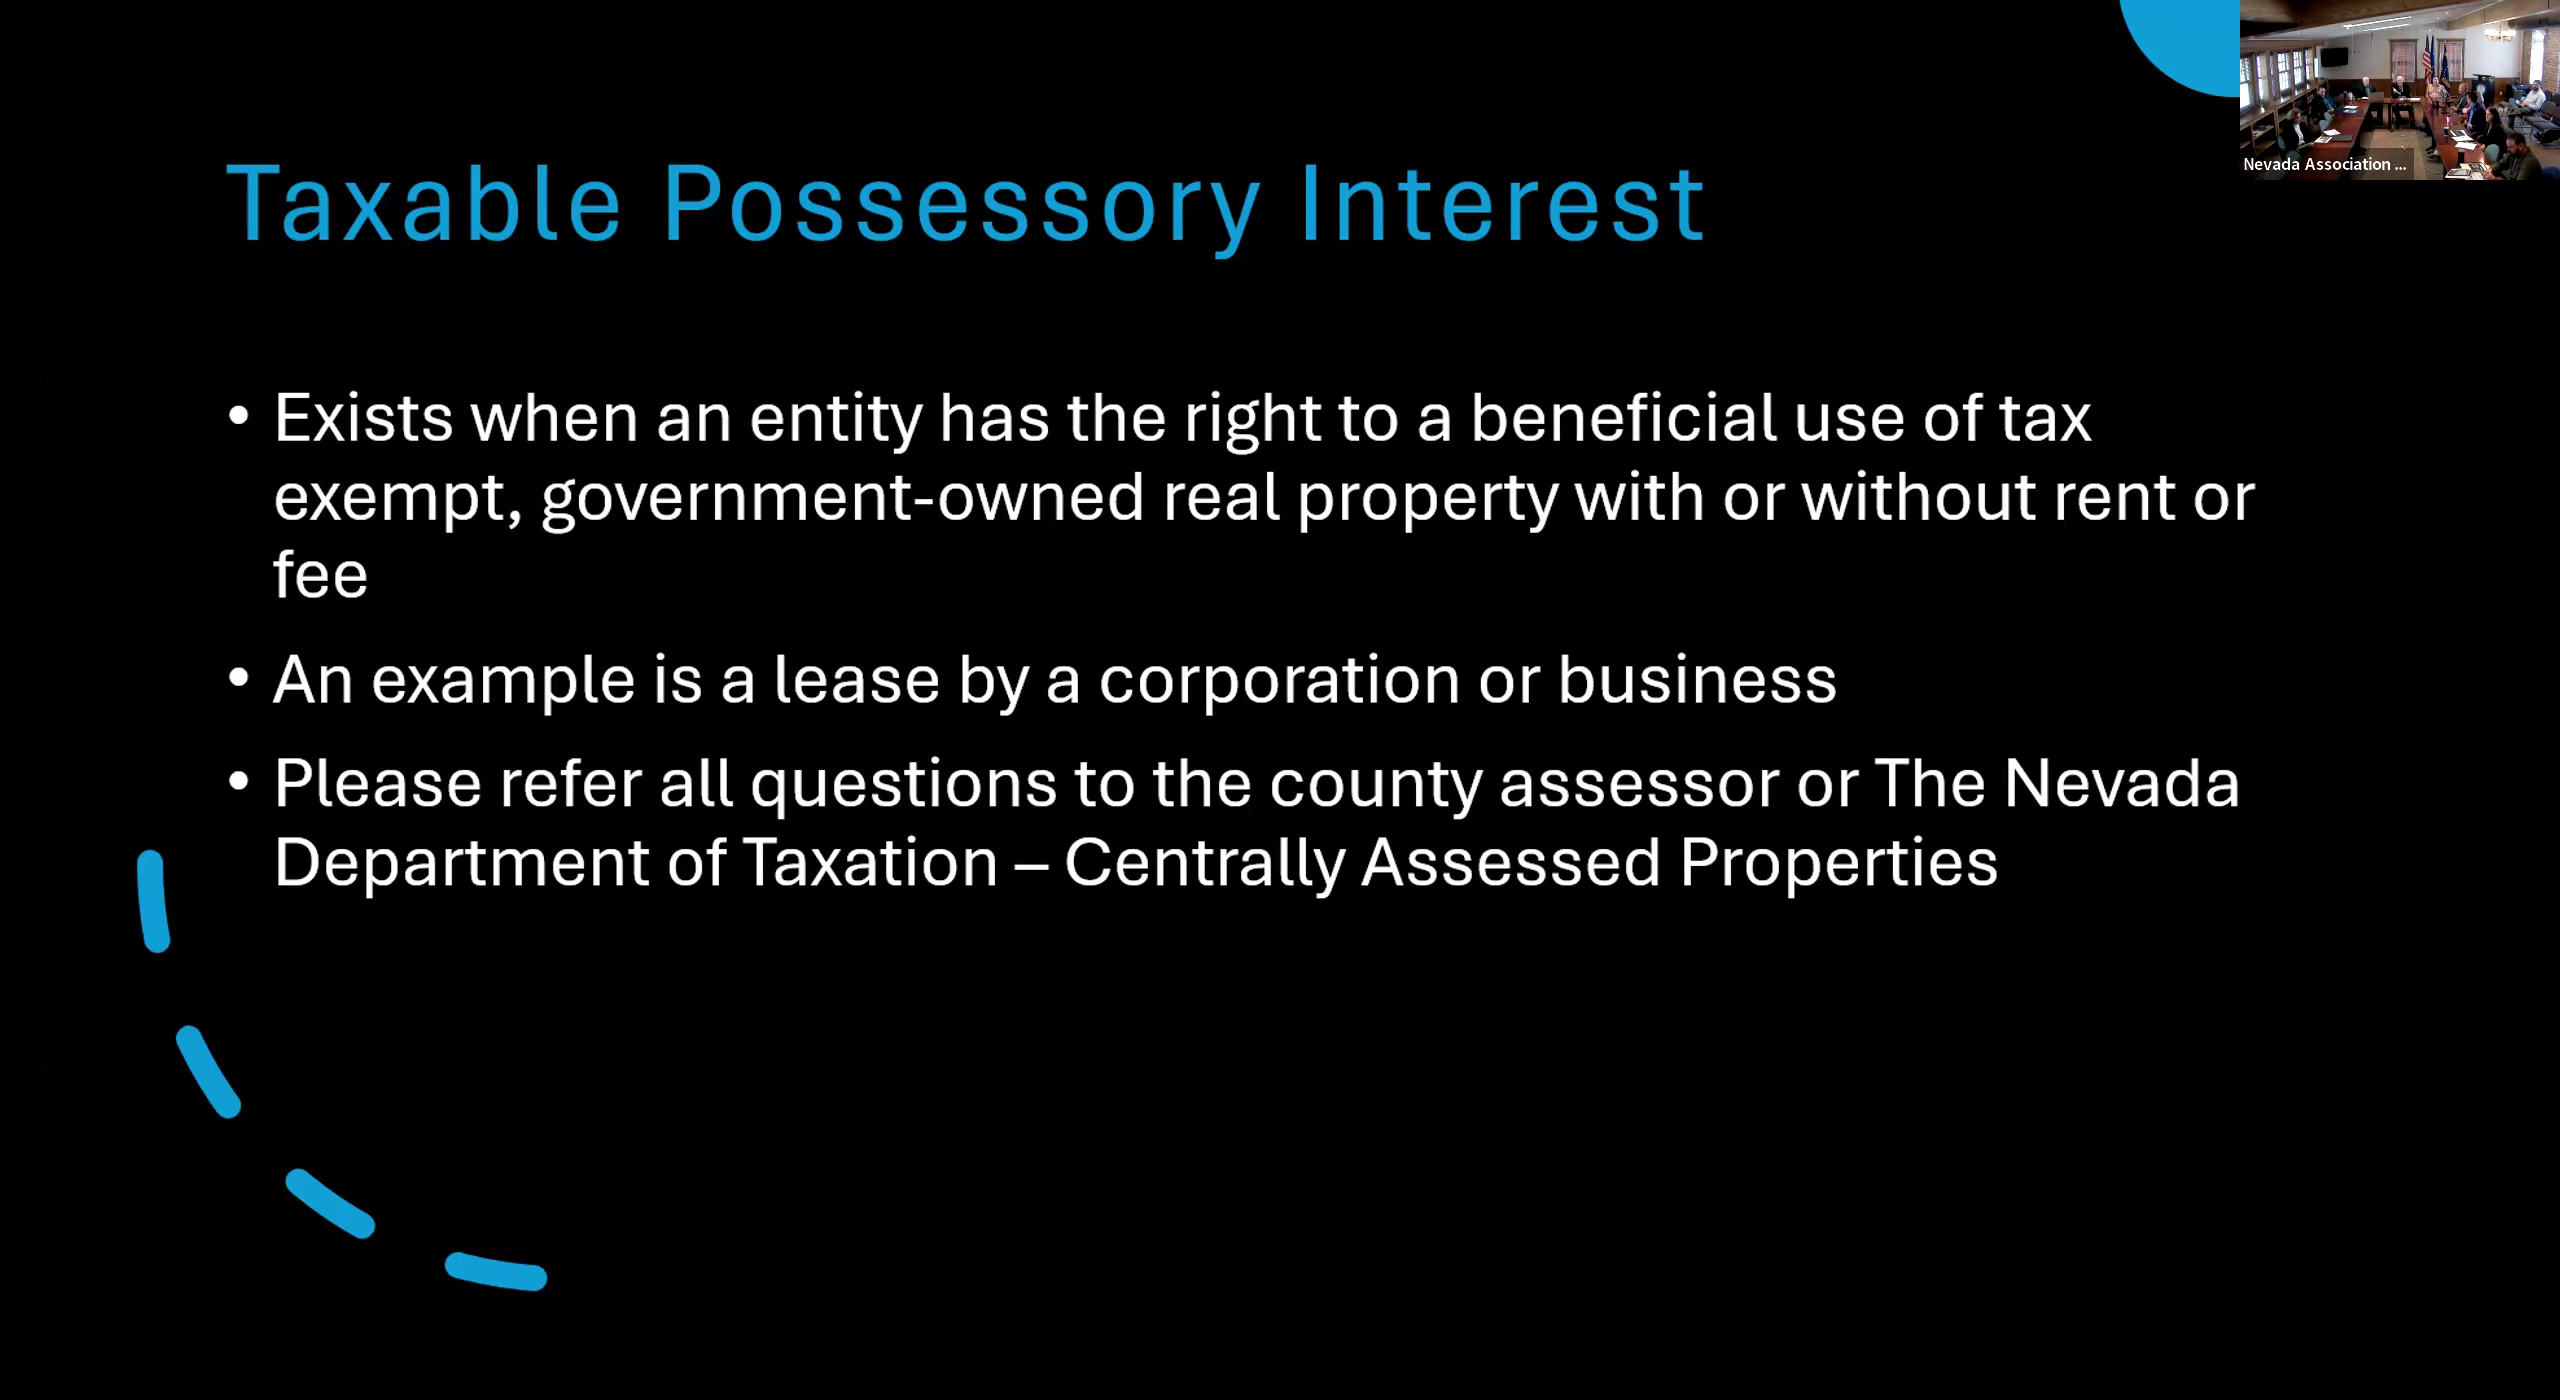 Nevada Association ...
Taxable Possessory Interest
• Exists when an entity has the right to a beneficial use of tax
exempt, government-owned real property with or without rent or
fee
• An example is a lease by a corporation or business
• Please refer all questions to the county assessor or The Nevada
Department of Taxation – Centrally Assessed Properties